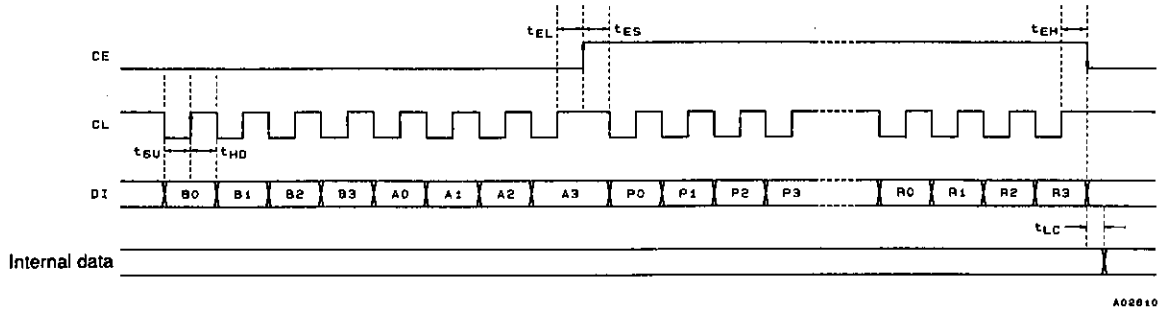 tEL tES tEH
CE
CL
tSU tHD
DI B0 B1 B2 B3 A0 A1 A2 A3 P0 P1 P2 P3 R0 R1 R2 R3
tLC
Internal data
A02610